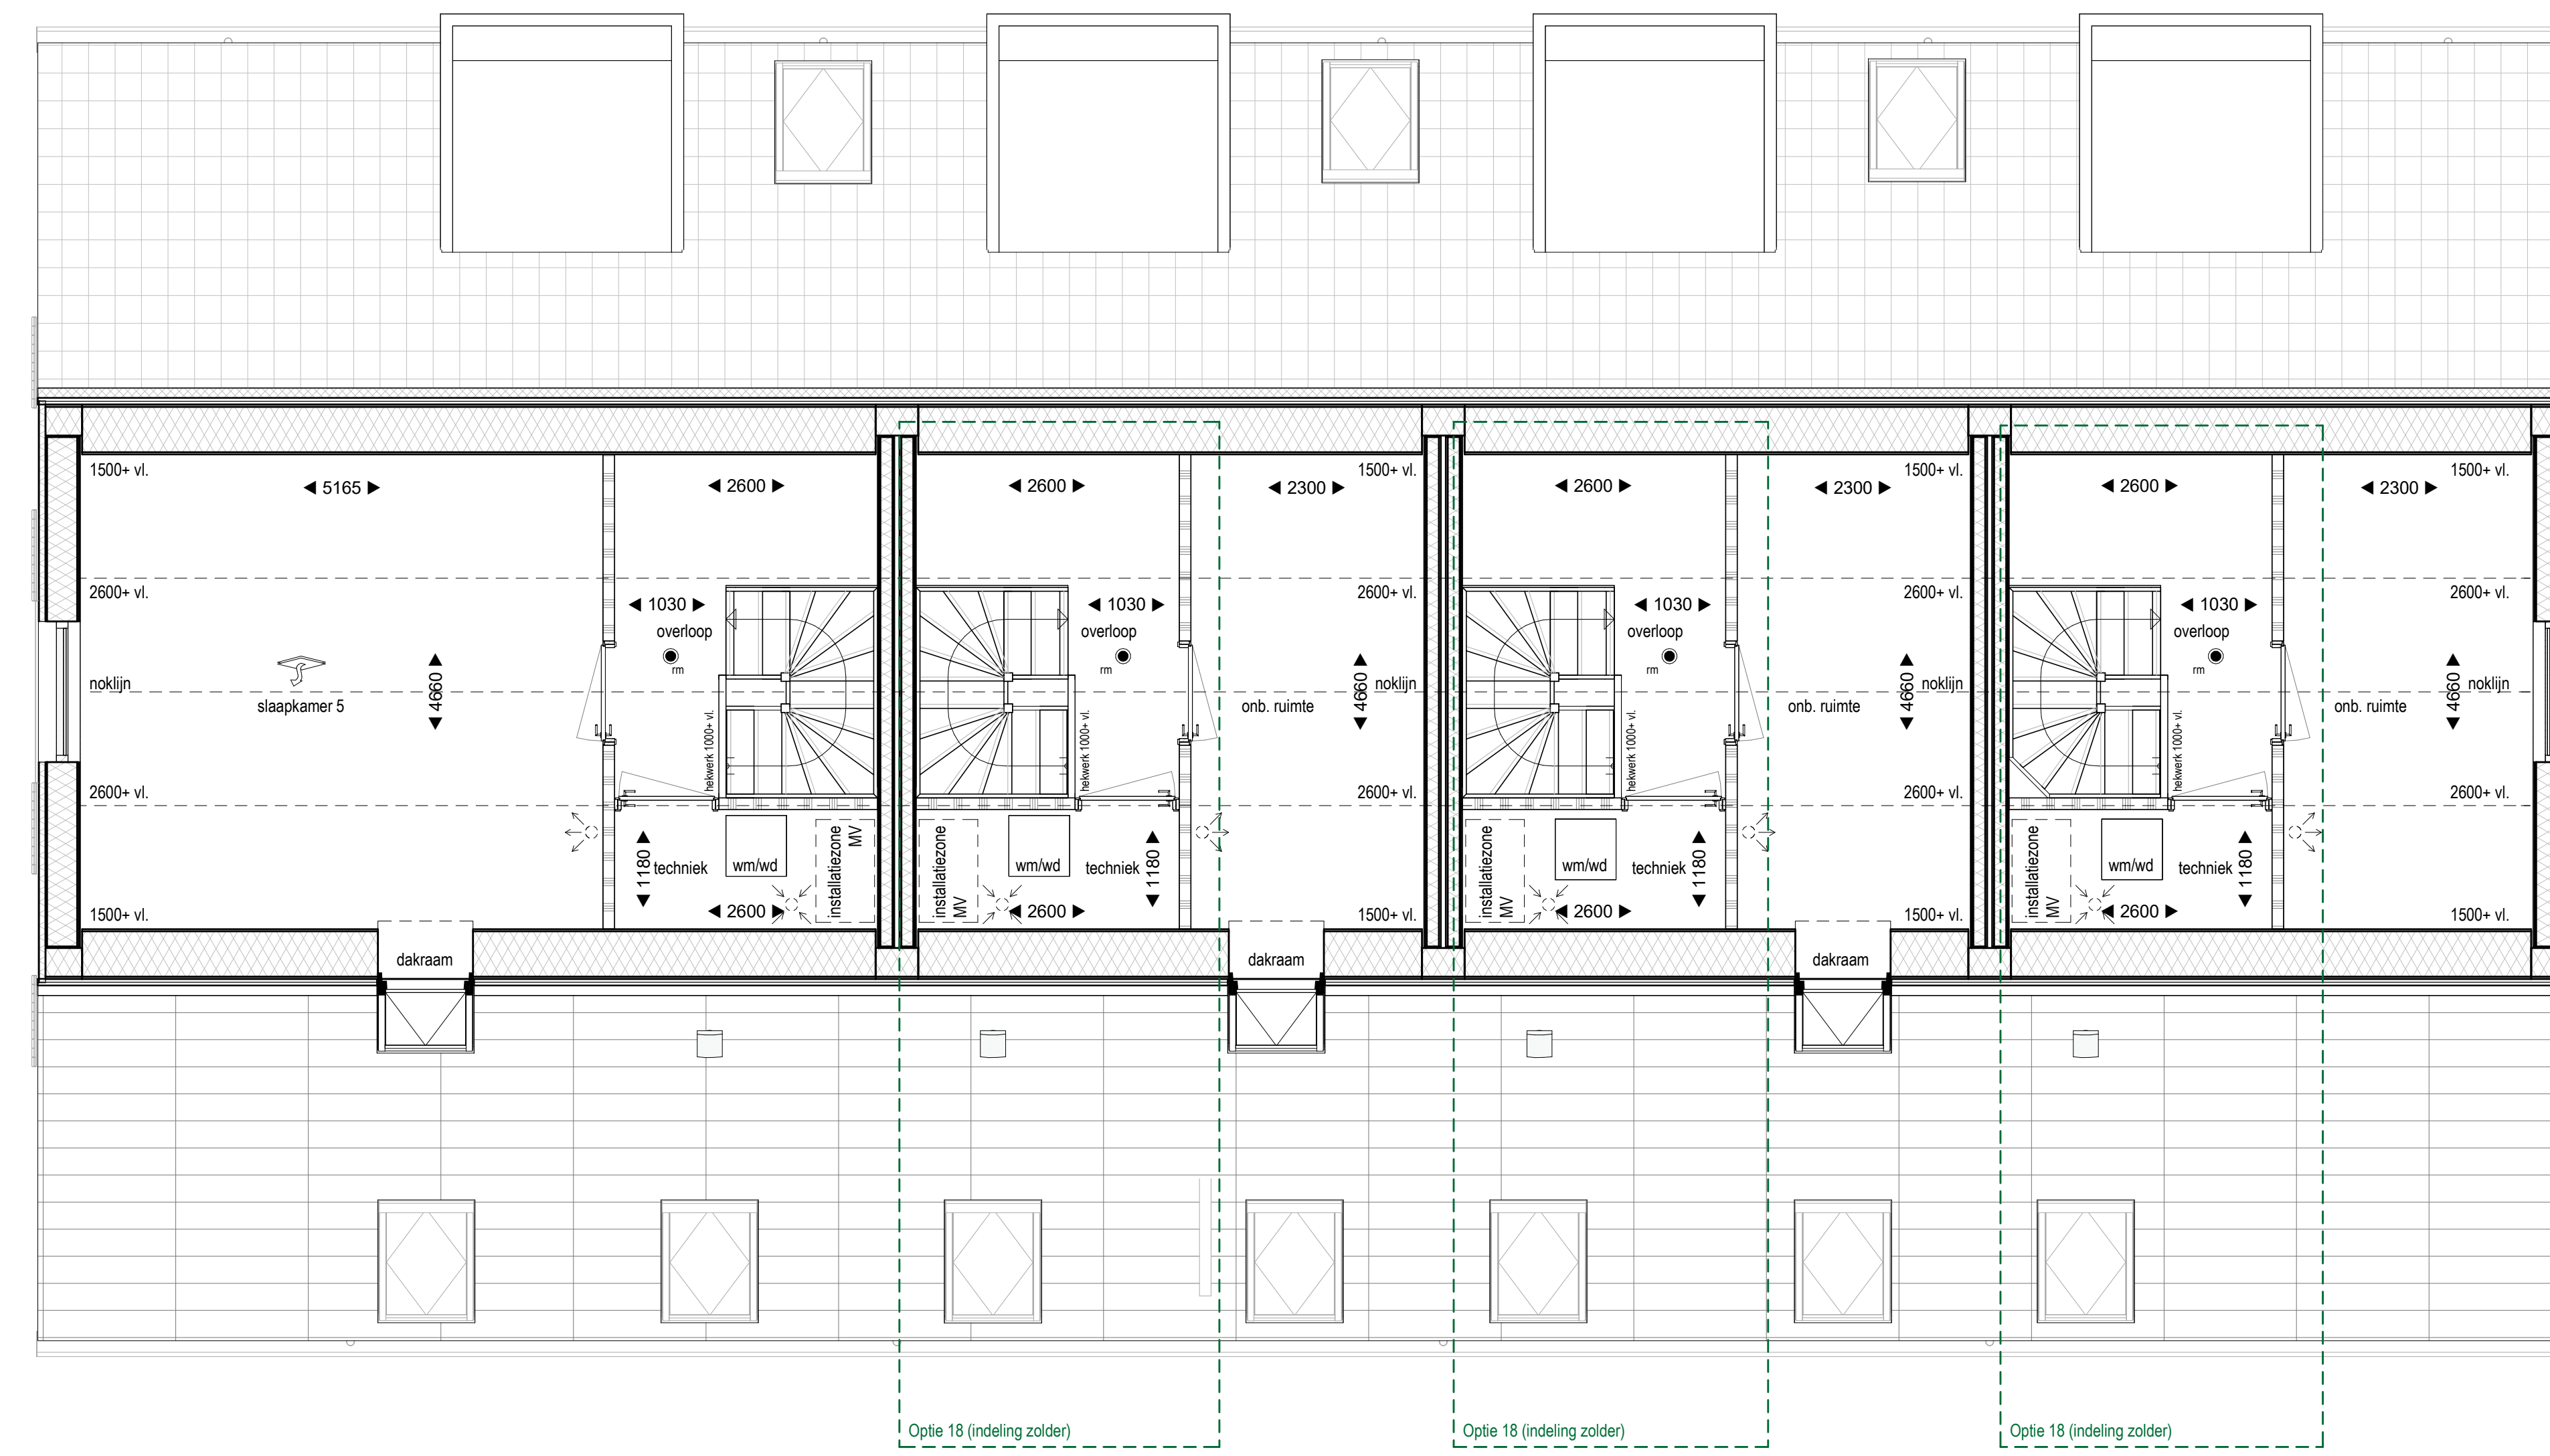 1500+ vl.
5165
2600
2600
2300
1500+ vl.
2600
2300
1500+ vl.
2600
2300
1500+ vl.
2600+ vl.
1030
overloop
rm
1030
overloop
rm
2600+ vl.
1030
overloop
rm
2600+ vl.
1030
overloop
rm
2600+ vl.
noklijn
slaapkamer 5
4660
hekwerk 1000+ vl.
hekwerk 1000+ vl.
onb. ruimte
4660
noklijn
hekwerk 1000+ vl.
onb. ruimte
4660
noklijn
hekwerk 1000+ vl.
onb. ruimte
4660
noklijn
2600+ vl.
2600+ vl.
2600+ vl.
2600+ vl.
1180
techniek
wm/wd
installatiezone
MV
installatiezone
MV
wm/wd
techniek
1180
installatiezone
MV
wm/wd
techniek
1180
installatiezone
MV
wm/wd
techniek
1180
1500+ vl.
2600
2600
1500+ vl.
2600
1500+ vl.
2600
1500+ vl.
dakraam
dakraam
dakraam
Optie 18 (indeling zolder)
Optie 18 (indeling zolder)
Optie 18 (indeling zolder)